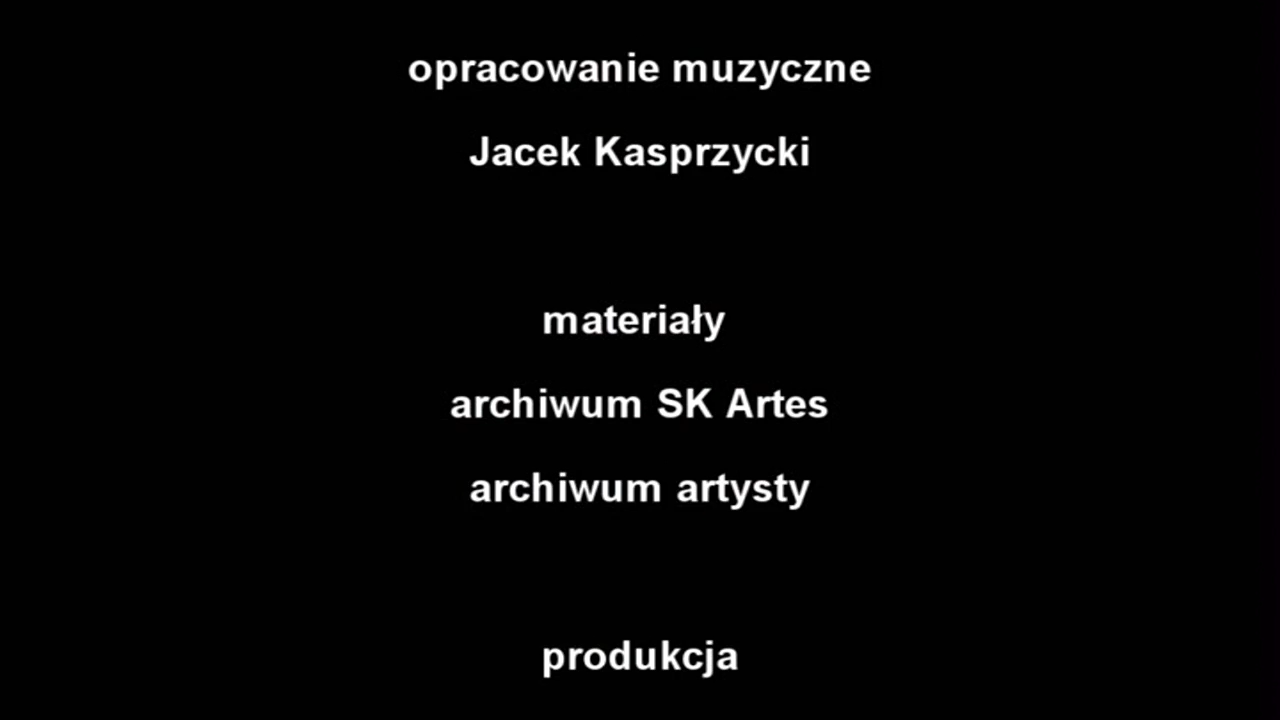 opracowanie muzyczne
Jacek Kasprzycki
materiały
archiwum SK Artes
archiwum artysty
produkcja